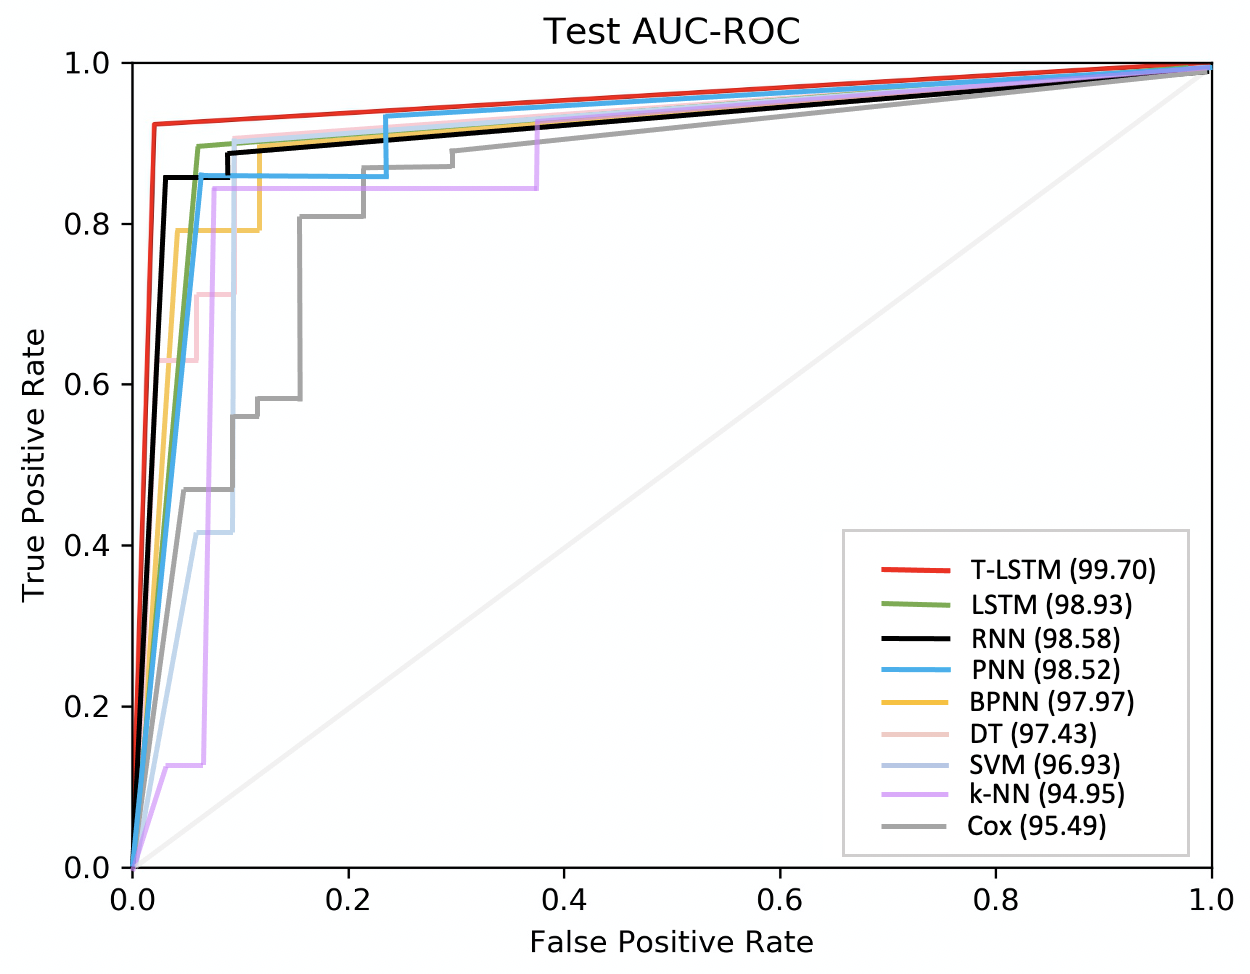 Test AUC-ROC
1.0
0.8
0.6
0.4
0.2
0.0
True Positive Rate
T-LSTM (99.70)
LSTM (98.93)
RNN (98.58)
PNN (98.52)
BPNN (97.97)
DT (97.43)
SVM (96.93)
k-NN (94.95)
Cox (95.49)
0.0 0.2 0.4 0.6 0.8 1.0
False Positive Rate